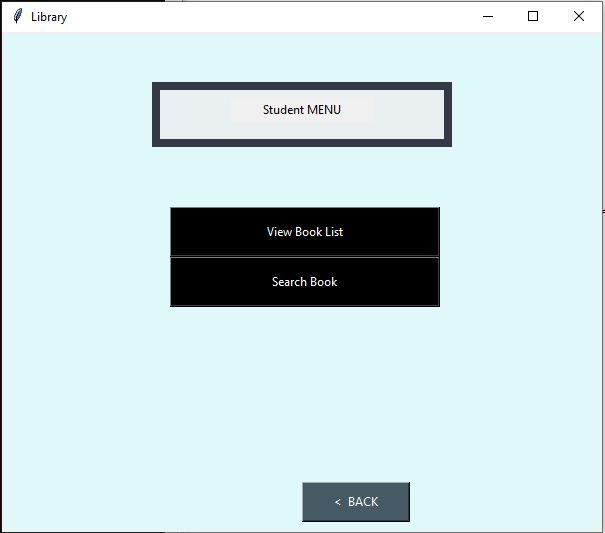 Library
Student MENU
View Book List
Search Book
< BACK